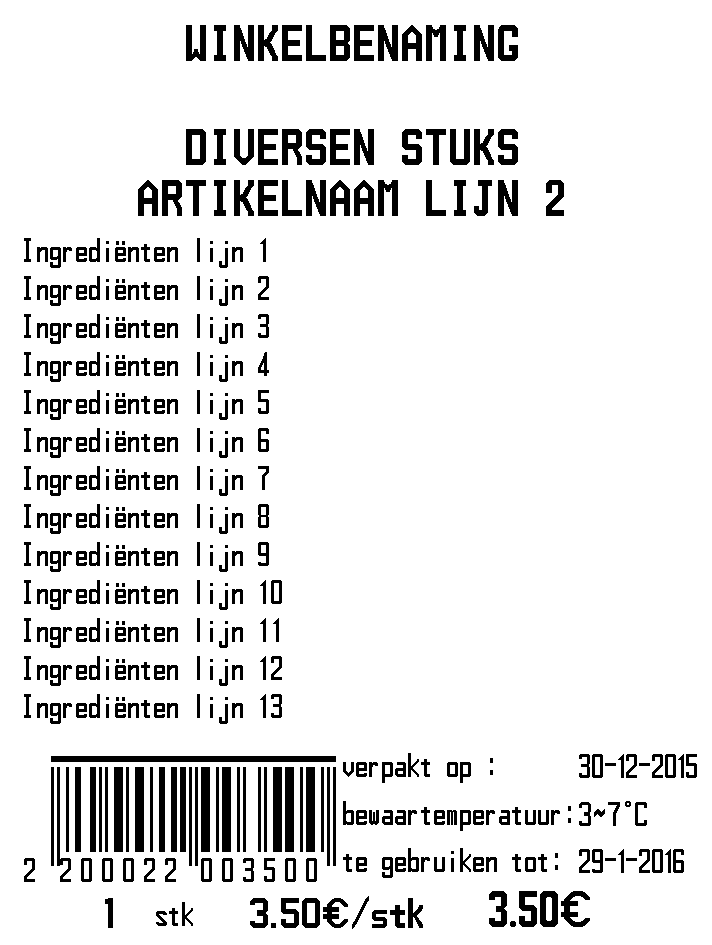 WINKELBENAMING
DIVERSEN STUKS
ARTIKELNAAM LIJN 2
Ingrediënten lijn 1
Ingrediënten lijn 2
Ingrediënten lijn 3
Ingrediënten lijn 4
Ingrediënten lijn 5
Ingrediënten lijn 6
Ingrediënten lijn 7
Ingrediënten lijn 8
Ingrediënten lijn 9
Ingrediënten lijn 10
Ingrediënten lijn 11
Ingrediënten lijn 12
Ingrediënten lijn 13
verpakt op : 30-12-2015
bewaartemperatuur:3~7°C
te gebruiken tot: 29-1-2016
2 200022 003500
1 stk 3.50€/stk 3.50€